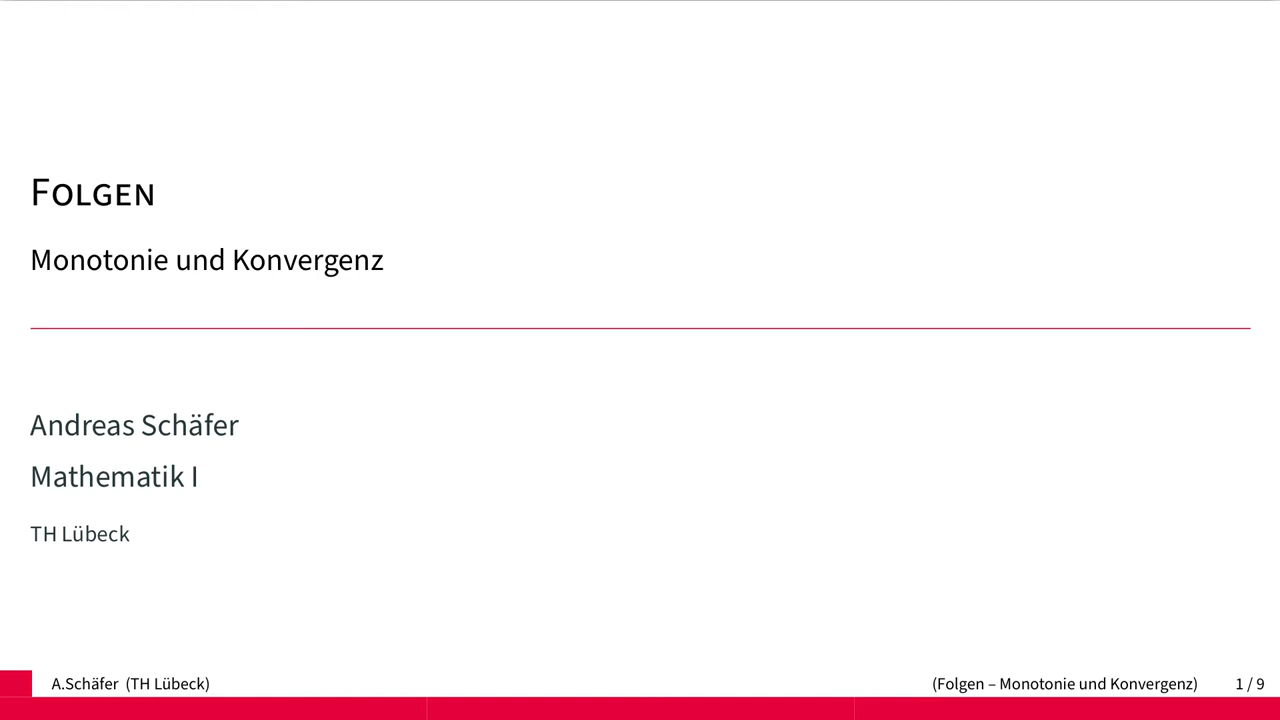 Folgen
Monotonie und Konvergenz
Andreas Schäfer
Mathematik I
TH Lübeck
A.Schäfer (TH Lübeck) (Folgen – Monotonie und Konvergenz) 1 / 9